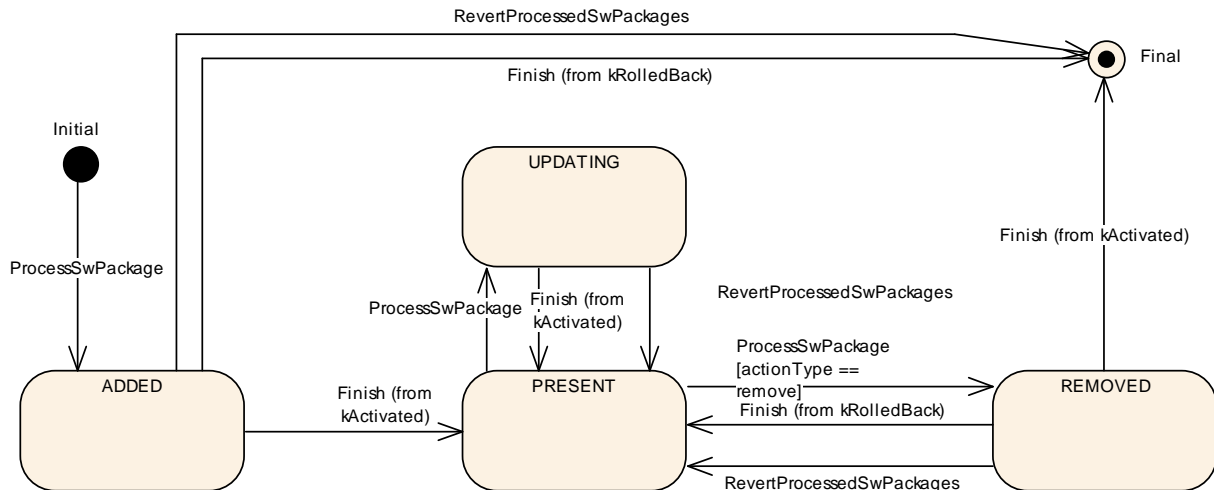 RevertProcessedSwPackages
Final
Finish (from kRolledBack)
Initial
UPDATING
Finish (from kActivated)
ProcessSwPackage
RevertProcessedSwPackages
ProcessSwPackage
Finish (from
kActivated)
ProcessSwPackage
[actionType ==
remove]
ADDED
Finish (from
kActivated)
PRESENT
REMOVED
Finish (from kRolledBack)
RevertProcessedSwPackages